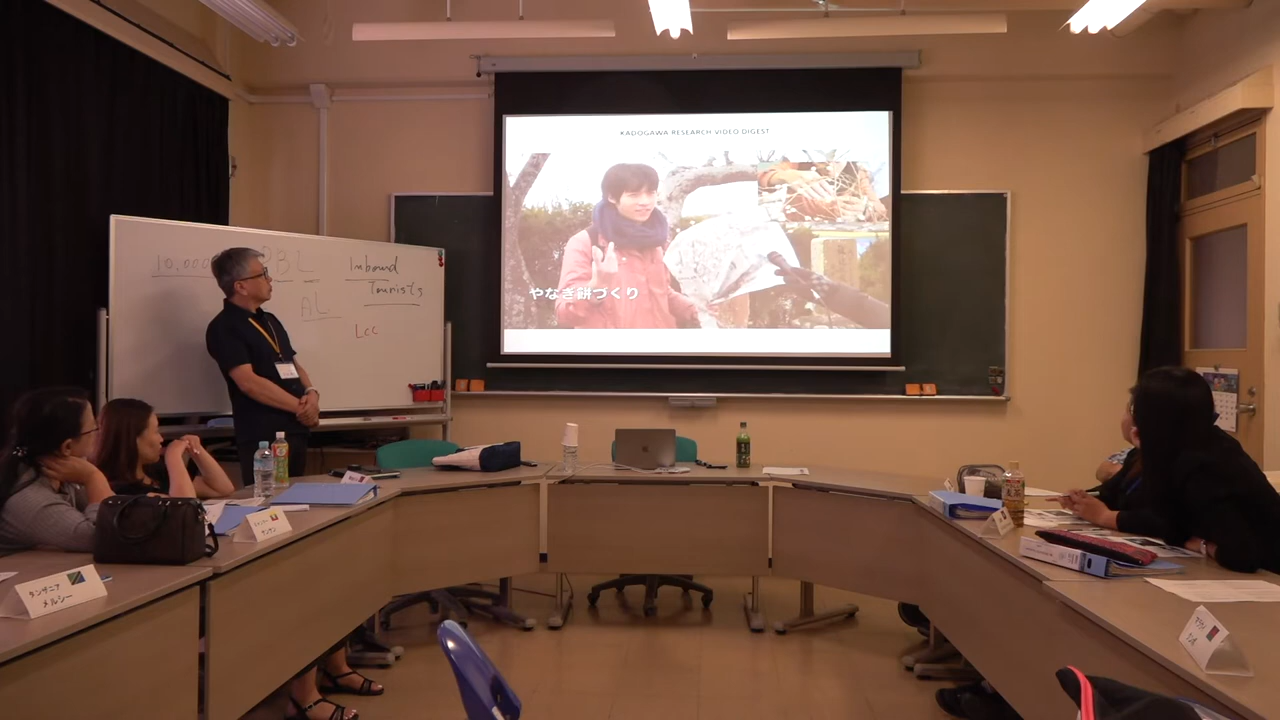 KADOGAWA RESEARCH VIDEO DIGEST
やなぎ餅づくり
10,000
PBL
AL
Inbound
Tourists
Lcc
タンザニア
メルシー